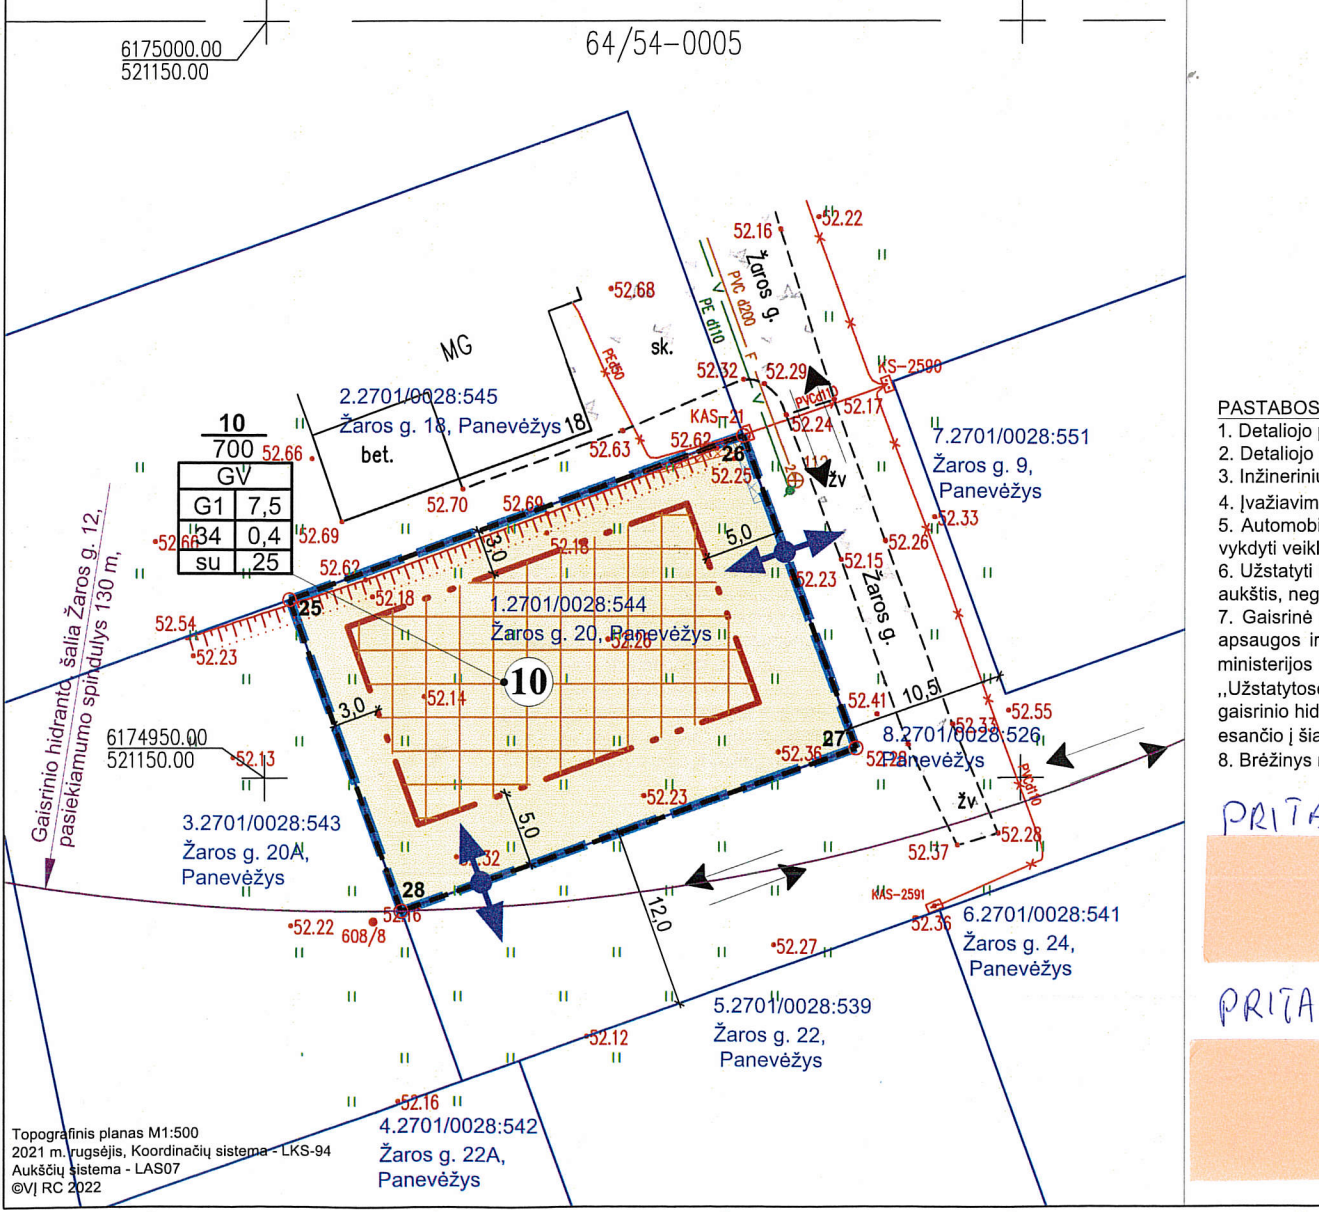 6175000.00
521150.00
64/54-0005
52.22
52.16
Žaros g.
PVC d200
PE d110
V
F
V
52.68
sk.
MG
PEd50
2.2701/0028:545
Žaros g. 18, Panevėžys
18
bet.
52.32
52.29
KS-2590
PVCd110
52.17
52.24
KAS-21
52.62
26
52.25
52.63
10
700
GV
G1 7,5
34 0,4
su 25
52.66
52.66
52.69
52.70
52.69
52.18
3,0
5,0
žv
7.2701/0028:551
Žaros g. 9,
Panevėžys
52.33
52.26
52.15
52.23
Žaros g.
52.62
52.18
25
52.54
52.23
1.2701/0028:544
Žaros g. 20, Panevėžys
52.20
10
52.14
3,0
Gaisrinio hidranto, šalia Žaros g. 12,
pasiekiamumo spindulys 130 m,
6174950.00
521150.00
52.13
52.41
10,5
52.33
52.55
27
52.36
8.2701/0028:526
Panevėžys
PVCd110
52.23
žv.
52.28
52.37
5,0
3.2701/0028:543
Žaros g. 20A,
Panevėžys
28
52.16
52.22
608/8
12,0
KAS-2591
52.36
52.27
6.2701/0028:541
Žaros g. 24,
Panevėžys
5.2701/0028:539
Žaros g. 22,
Panevėžys
52.12
52.16
4.2701/0028:542
Žaros g. 22A,
Panevėžys
Topografinis planas M1:500
2021 m. rugsėjis, Koordinačių sistema - LKS-94
Aukščių sistema - LAS07
©VĮ RC 2022
PASTABOS
1. Detaliojo
2. Detaliojo
3.
4.
5.
vykdyti
6. Užstatyti
aukštis,
7. Gaisrinė
apsaugos ir
ministerijos
„Užstatytose
gaisrinio
esančio į
8. Brėžinys